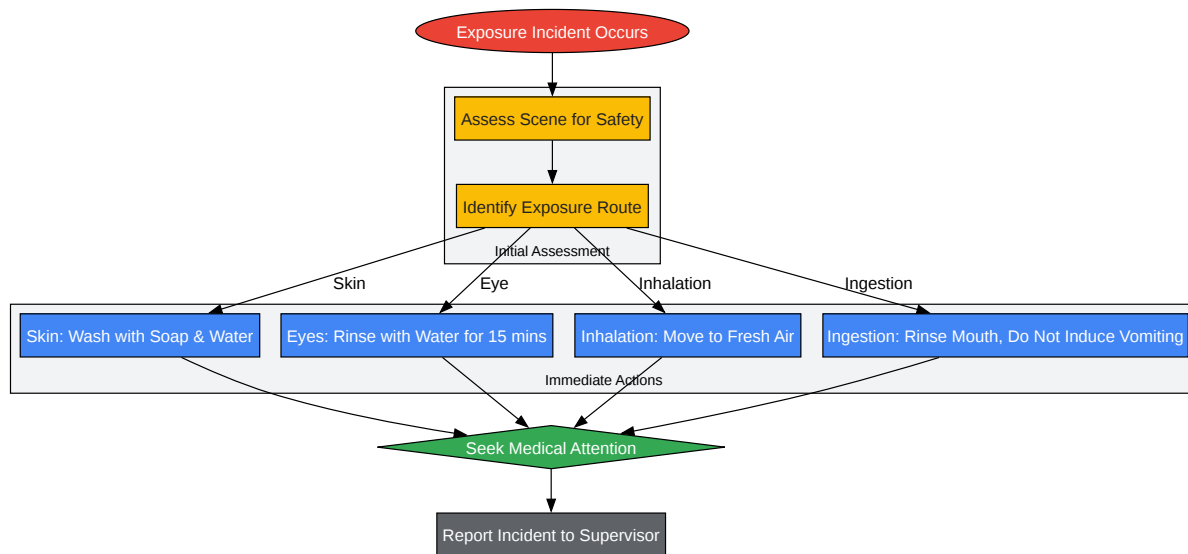 Exposure Incident Occurs
Assess Scene for Safety
Identify Exposure Route
Initial Assessment
Skin
Eye
Inhalation
Ingestion
Skin: Wash with Soap & Water
Eyes: Rinse with Water for 15 mins
Inhalation: Move to Fresh Air
Ingestion: Rinse Mouth, Do Not Induce Vomiting
Immediate Actions
Seek Medical Attention
Report Incident to Supervisor